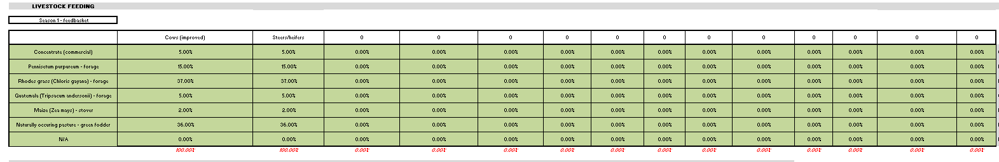 LIVESTOCK FEEDING
Season 1 - feedbasket
Cows (improved) Steers/heifers 0 0 0 0 0 0 0 0 0 0 0 0
Concentrate (commercial) 5.00% 5.00% 0.00% 0.00% 0.00% 0.00% 0.00% 0.00% 0.00% 0.00% 0.00% 0.00% 0.00% 0.00%
Pennisetum purpureum - forage 15.00% 15.00% 0.00% 0.00% 0.00% 0.00% 0.00% 0.00% 0.00% 0.00% 0.00% 0.00% 0.00% 0.00%
Rhodes grass (Chloris gayana) - forage 37.00% 37.00% 0.00% 0.00% 0.00% 0.00% 0.00% 0.00% 0.00% 0.00% 0.00% 0.00% 0.00% 0.00%
Guatemala (Tripsacum andersonii) - forage 5.00% 5.00% 0.00% 0.00% 0.00% 0.00% 0.00% 0.00% 0.00% 0.00% 0.00% 0.00% 0.00% 0.00%
Maize (Zea mays) - stover 2.00% 2.00% 0.00% 0.00% 0.00% 0.00% 0.00% 0.00% 0.00% 0.00% 0.00% 0.00% 0.00% 0.00%
Naturally occuring pasture - green fodder 36.00% 36.00% 0.00% 0.00% 0.00% 0.00% 0.00% 0.00% 0.00% 0.00% 0.00% 0.00% 0.00% 0.00%
N/A 0.00% 0.00% 0.00% 0.00% 0.00% 0.00% 0.00% 0.00% 0.00% 0.00% 0.00% 0.00% 0.00% 0.00%
100.00% 100.00% 0.00% 0.00% 0.00% 0.00% 0.00% 0.00% 0.00% 0.00% 0.00% 0.00% 0.00% 0.00%